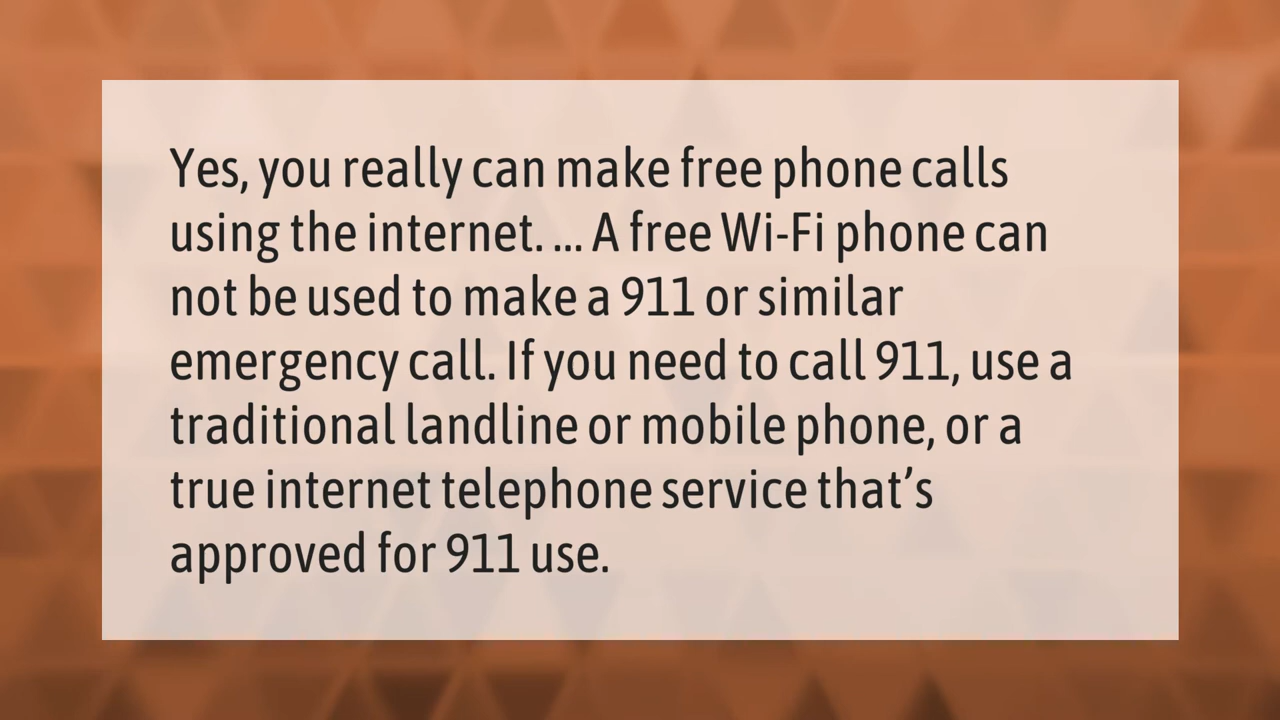 Yes, you really can make free phone calls
using the internet. ... A free Wi-Fi phone can
not be used to make a 911 or similar
emergency call. If you need to call 911, use a
traditional landline or mobile phone, or a
true internet telephone service that’s
approved for 911 use.